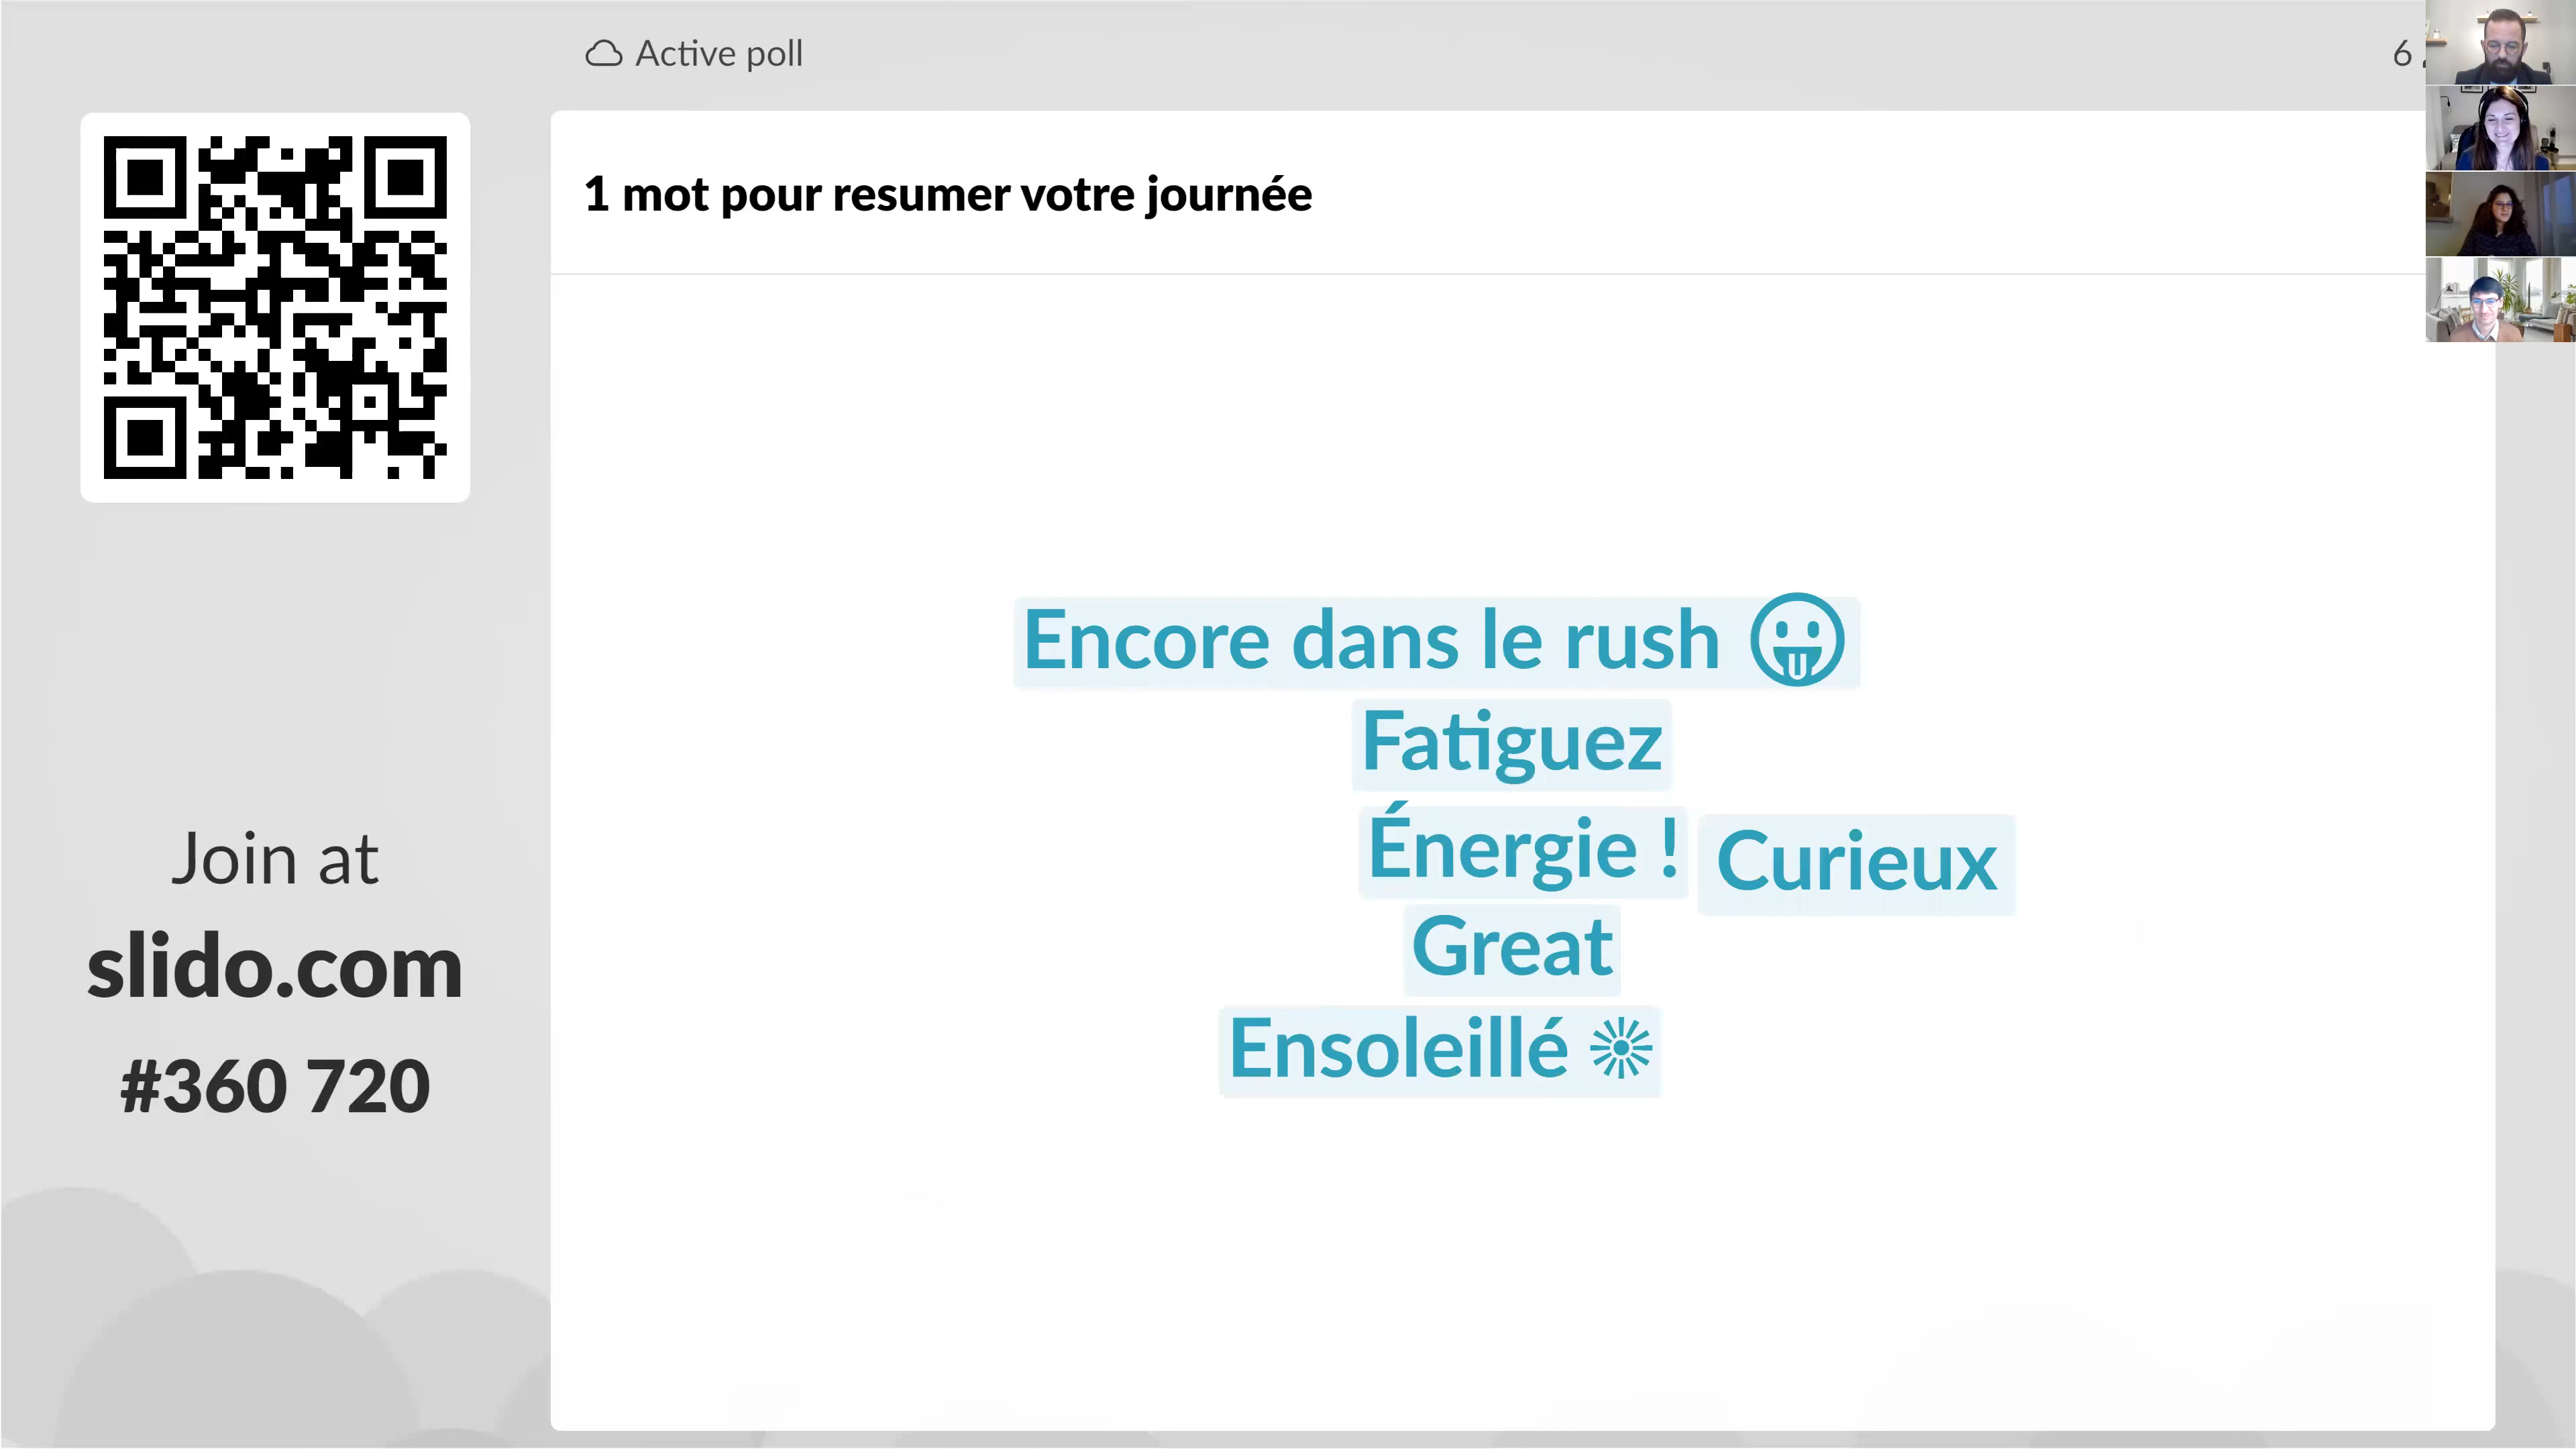 Active poll
6
1 mot pour resumer votre journée
Encore dans le rush 😛
Fatiguez
Énergie !
Curieux
Great
Ensoleillé ☀
Join at
slido.com
#360 720